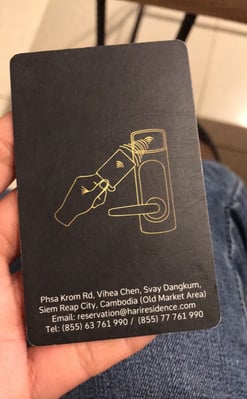 Phsa Krom Rd, Vihea Chen, Svay Dangkum,
Siem Reap City, Cambodia (Old Market Area)
Email: reservation@hariresidence.com
Tel: (855) 63 761 990 / (855) 77 761 990